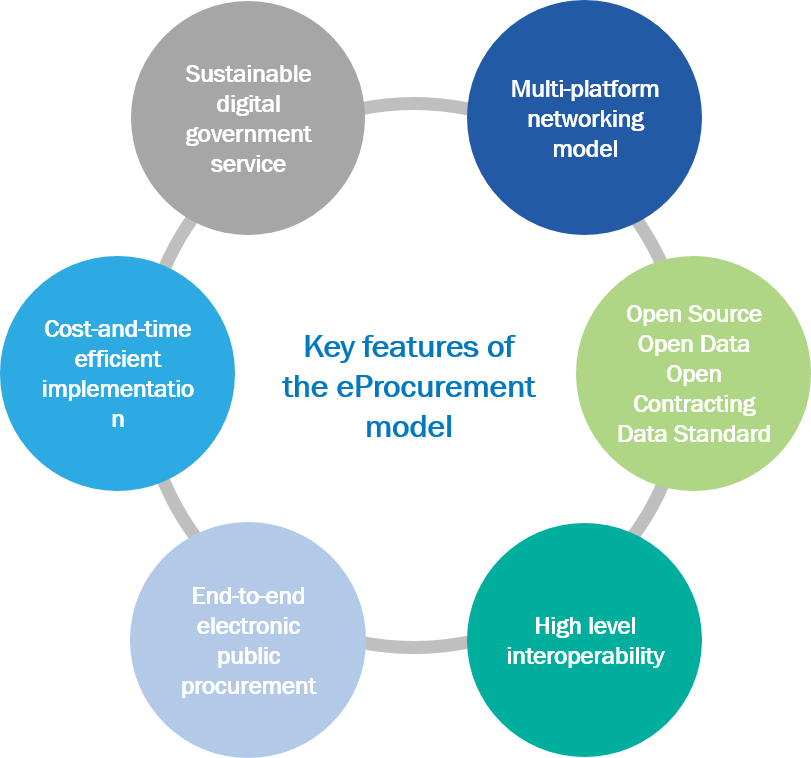 Sustainable
digital
government
service
Multi-platform
networking
model
Cost-and-time
efficient
implementatio
n
Key features of
the eProcurement
model
Open Source
Open Data
Open
Contracting
Data Standard
End-to-end
electronic
public
procurement
High level
interoperability